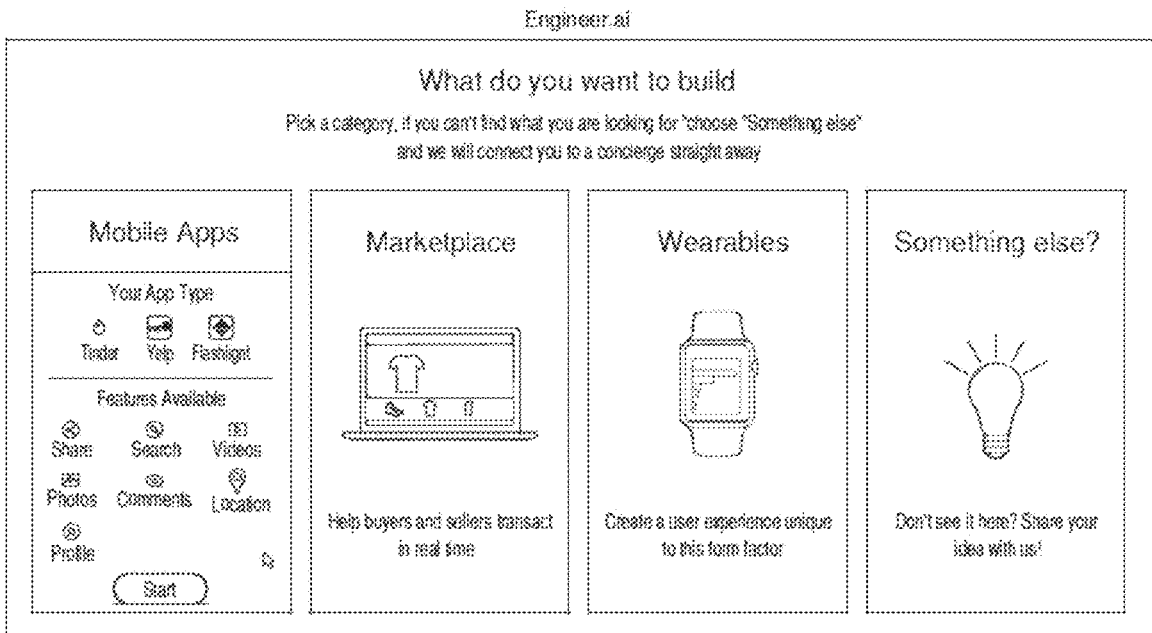 Engineer.ai
What do you want to build
Pick a category, if you can't find what you are looking for "choose "Something else"
and we will connect you to a concierge straight away
Mobile Apps
Your App Type
Tinder Yelp Flashlight
Features Available
Share Search Videos
Photos Comments Location
Profile
Start
Marketplace
Help buyers and sellers transact
in real time
Wearables
Create a user experience unique
to this form factor
Something else?
Don't see it here? Share your
idea with us!